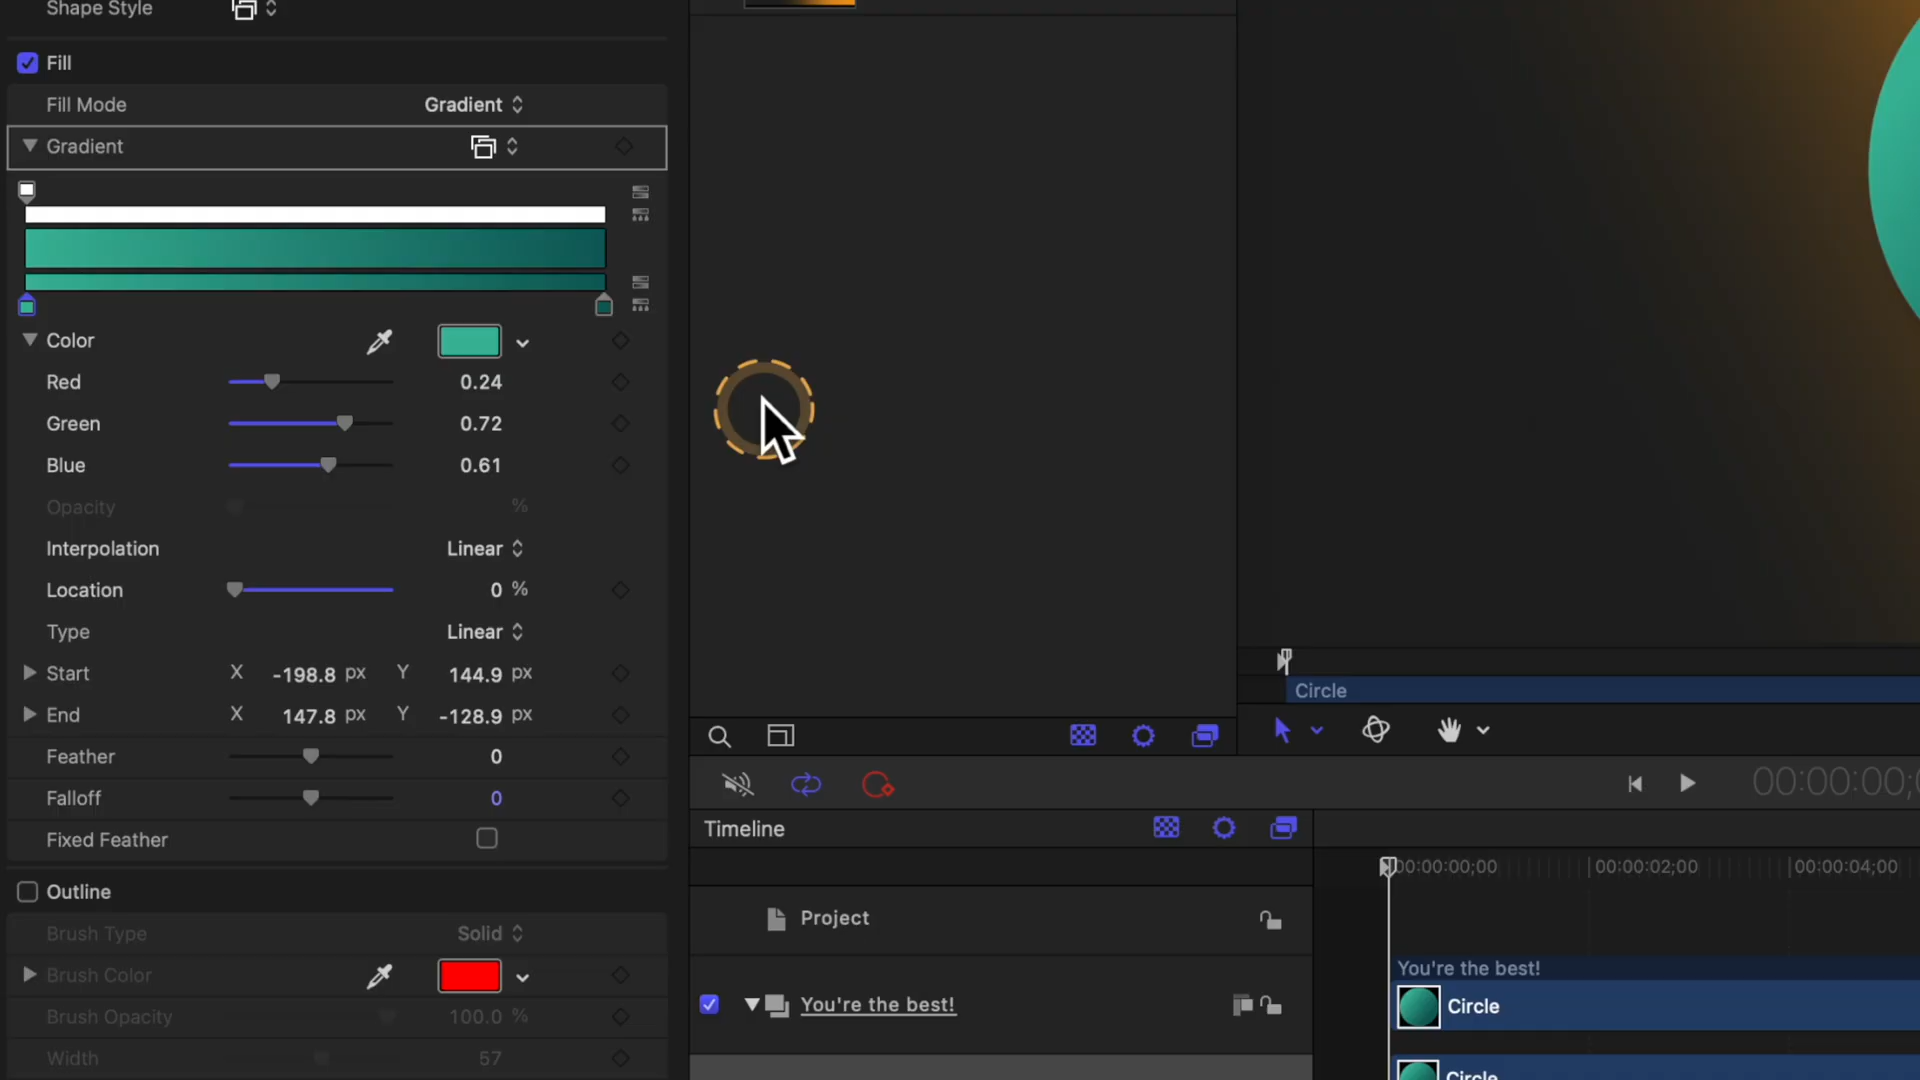 Shape Style
Fill
Fill Mode Gradient
Gradient
Color
Red 0.24
Green 0.72
Blue 0.61
Opacity %
Interpolation Linear
Location 0 %
Type Linear
Start X -198.8 px Y 144.9 px
End X 147.8 px Y -128.9 px
Feather 0
Falloff 0
Fixed Feather
Outline
Brush Type Solid
Brush Color
Brush Opacity 100.0 %
Width 57
Circle
00:00:00;
Timeline
00:00:00;00 00:00:02;00 00:00:04;00
Project
You're the best!
You're the best!
Circle
Circle